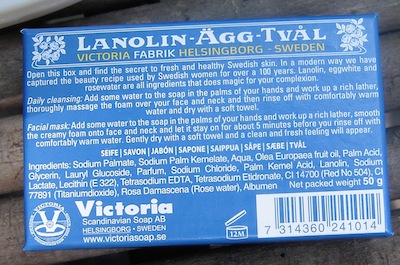 LANOLIN-ÄGG-TVÅL
VICTORIA FABRIK HELSINGBORG - SWEDEN
Open this box and find the secret to fresh and healthy Swedish skin. In a modern way we have
captured the beauty recipe used by Swedish women for over a 100 years. Lanolin, eggwhite and
rosewater are all ingredients that does magic for your complexion.
Daily cleansing: Add some water to the soap in the palms of your hands and work up a rich lather,
thoroughly massage the foam over your face and neck and then rinse off with comfortably warm
water and dry with a soft towel.
Facial mask: Add some water to the soap in the palms of your hands and work up a rich lather, smooth
the creamy foam onto face and neck and let it stay on for about 5 minutes before you rinse off with
comfortably warm water. Gently dry with a soft towel and a clean and fresh feeling will appear.
SEIFE | SAVON | JABÓN | SAPONE | SAIPPUA | SÅPE | SÆBE | TVÅL
Ingredients: Sodium Palmate, Sodium Palm Kernelate, Aqua, Olea Europaea fruit oil, Palm Acid,
Glycerin, Lauryl Glucoside, Parfum, Sodium Chloride, Palm Kernel Acid, Lanolin, Sodium
Lactate, Lecithin (E 322), Tetrasodium EDTA, Tetrasodium Etidronate, CI 14700 (Red No 504), CI
77891 (Titaniumdioxide), Rosa Damascena (Rose water), Albumen
Net packed weight 50 g
VICTORIA
Victoria
Scandinavian Soap AB
HELSINGBORG - SWEDEN
www.victoriasoap.se
12M
7 314360 241014